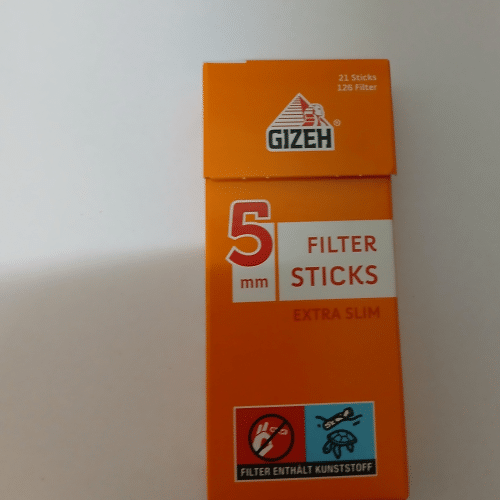 21 Sticks
126 Filter
GIZEH®
5
mm
FILTER
STICKS
EXTRA SLIM
FILTER ENTHÄLT KUNSTSTOFF